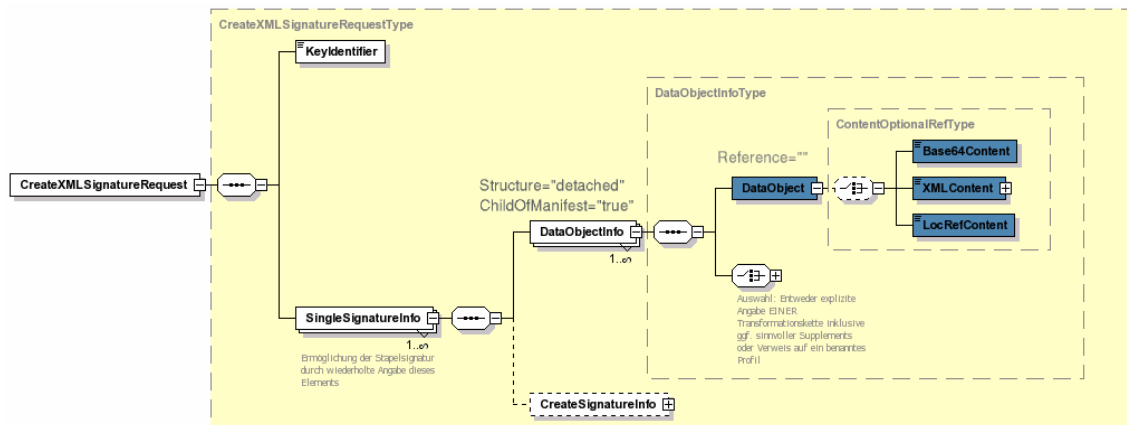 CreateXMLSignatureRequestType
KeyIdentifier
DataObjectInfoType
ContentOptionalRefType
Reference=""
Base64Content
CreateXMLSignatureRequest
Structure="detached"
DataObject
XMLContent
ChildOfManifest="true"
DataObjectInfo
LocRefContent
1..∞
Auswahl: Entweder explizite
Angabe EINER
Transformationskette inklusive
ggf. sinnvoller Supplements
oder Verweis auf ein benanntes
Profil
SingleSignatureInfo
1..∞
Ermöglichung der Stapelsignatur
durch wiederholte Angabe dieses
Elements
CreateSignatureInfo